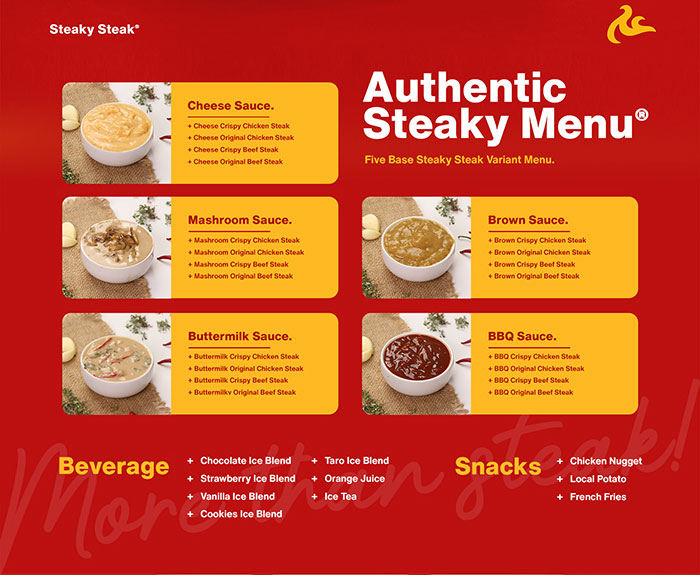 Steaky Steak®
Authentic
Steaky Menu®
Five Base Steaky Steak Variant Menu.
Cheese Sauce.
+ Cheese Crispy Chicken Steak
+ Cheese Original Chicken Steak
+ Cheese Crispy Beef Steak
+ Cheese Original Beef Steak
Mashroom Sauce.
+ Mashroom Crispy Chicken Steak
+ Mashroom Original Chicken Steak
+ Mashroom Crispy Beef Steak
+ Mashroom Original Beef Steak
Brown Sauce.
+ Brown Crispy Chicken Steak
+ Brown Original Chicken Steak
+ Brown Crispy Beef Steak
+ Brown Original Beef Steak
Buttermilk Sauce.
+ Buttermilk Crispy Chicken Steak
+ Buttermilk Original Chicken Steak
+ Buttermilk Crispy Beef Steak
+ Buttermilkv Original Beef Steak
BBQ Sauce.
+ BBQ Crispy Chicken Steak
+ BBQ Original Chicken Steak
+ BBQ Crispy Beef Steak
+ BBQ Original Beef Steak
More than steak!
Beverage
+ Chocolate Ice Blend
+ Strawberry Ice Blend
+ Vanilla Ice Blend
+ Cookies Ice Blend
+ Taro Ice Blend
+ Orange Juice
+ Ice Tea
Snacks
+ Chicken Nugget
+ Local Potato
+ French Fries